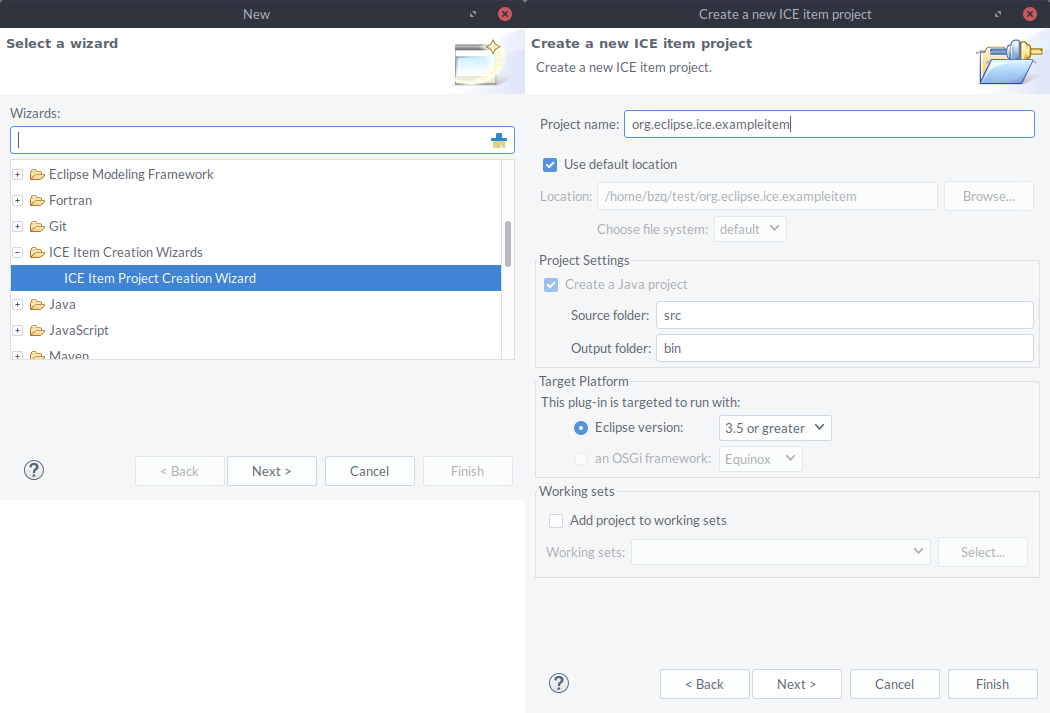 New
Select a wizard
Wizards:
Eclipse Modeling Framework
Fortran
Git
ICE Item Creation Wizards
ICE Item Project Creation Wizard
Java
JavaScript
Maven
? < Back Next > Cancel Finish
Create a new ICE item project
Create a new ICE item project
Create a new ICE item project.
Project name: org.eclipse.ice.exampleitem
Use default location
Location: /home/bzq/test/org.eclipse.ice.exampleitem Browse...
Choose file system: default
Project Settings
Create a Java project
Source folder: src
Output folder: bin
Target Platform
This plug-in is targeted to run with:
Eclipse version: 3.5 or greater
an OSGi framework: Equinox
Working sets
Add project to working sets
Working sets: Select...
? < Back Next > Cancel Finish